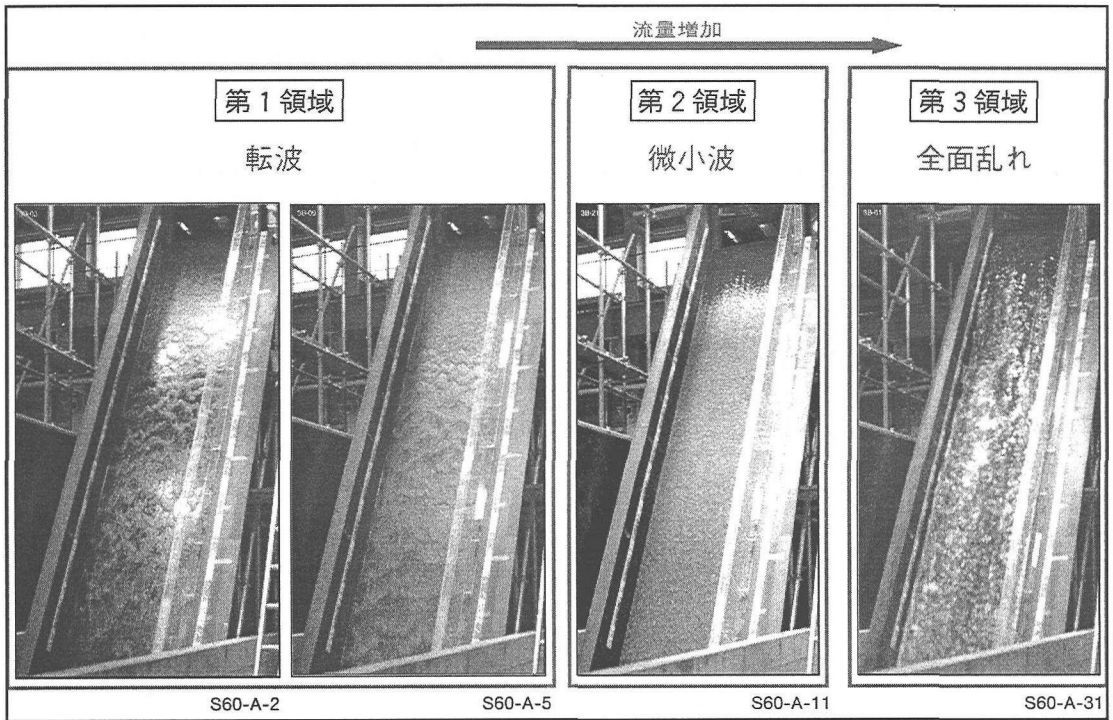 流量増加
第1領域
転波
第2領域
微小波
第3領域
全面乱れ
S60-A-2
S60-A-5
S60-A-11
S60-A-31